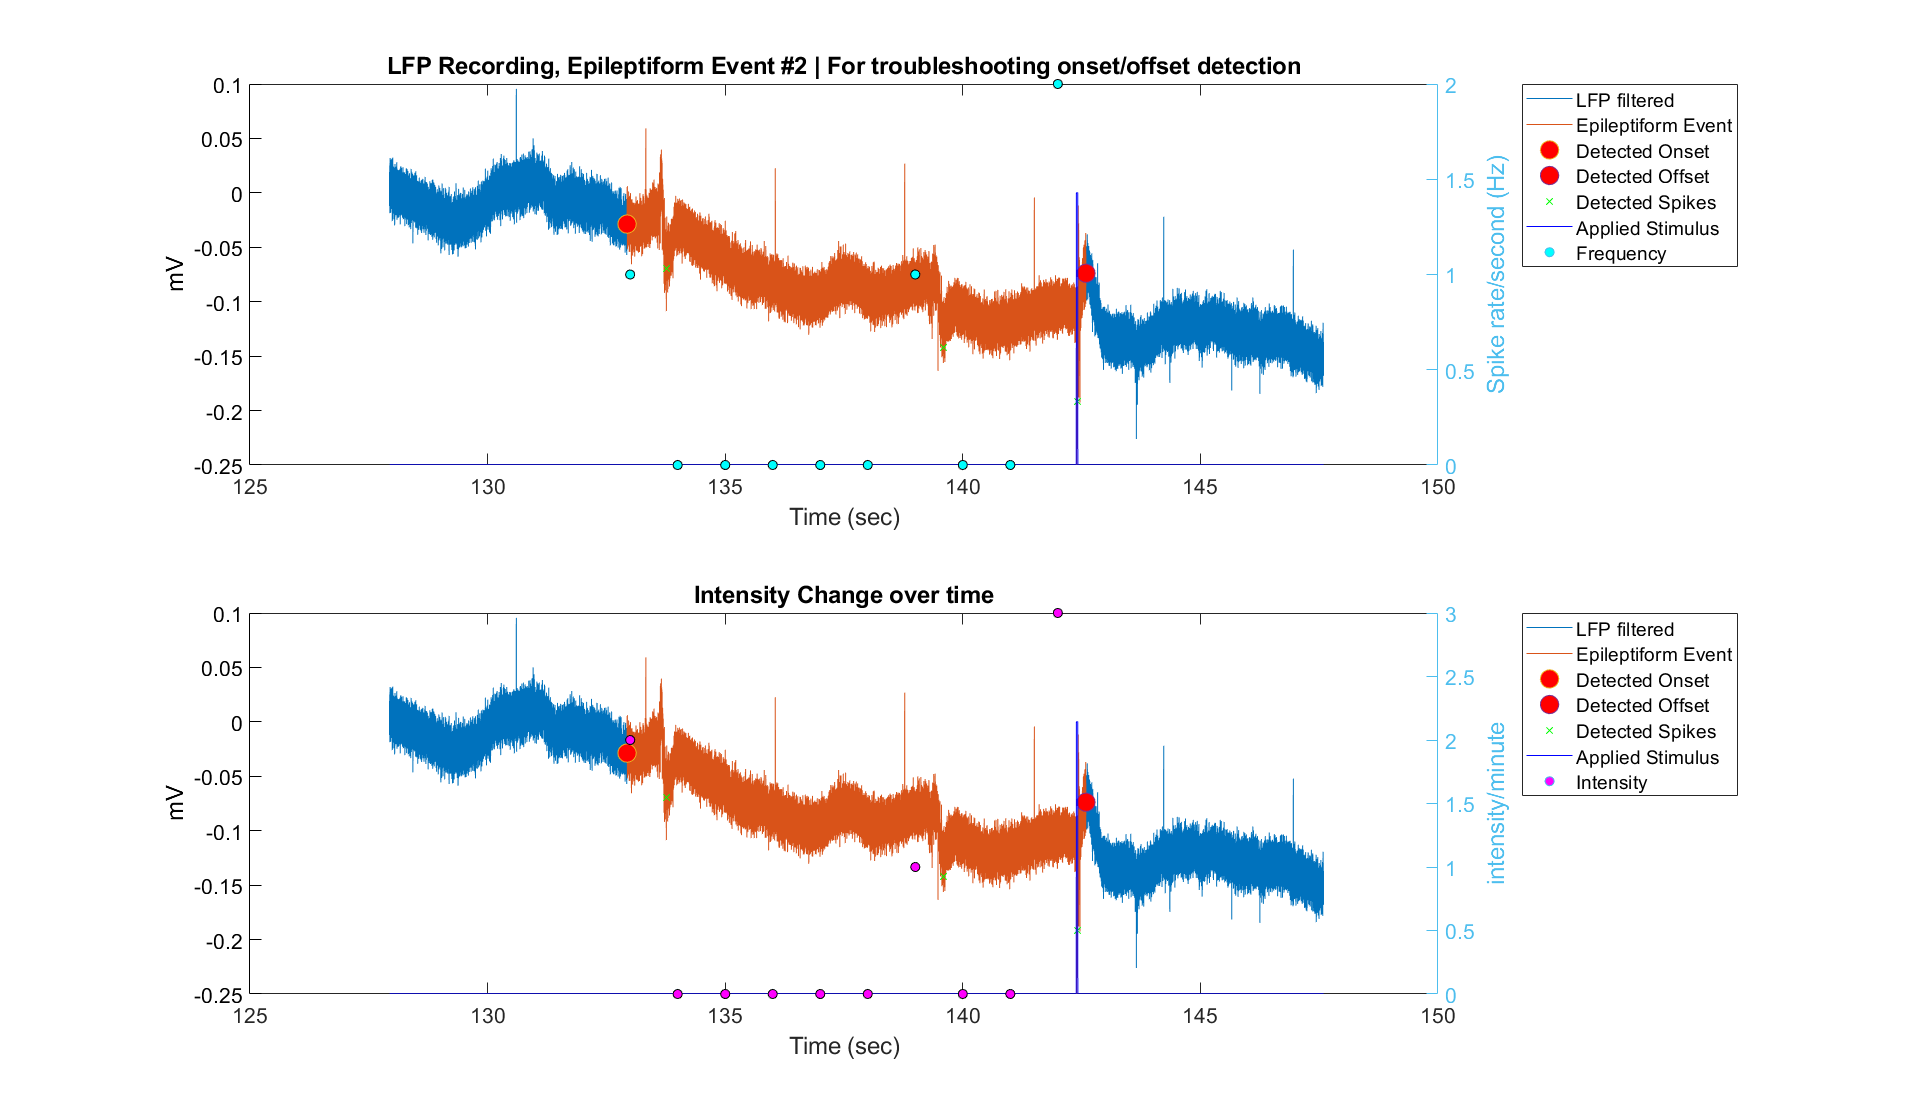 LFP Recording, Epileptiform Event #2 | For troubleshooting onset/offset detection
0.1
0.05
0
-0.05
-0.1
-0.15
-0.2
-0.25
mV
125
130
135
140
145
150
Time (sec)
2
1.5
1
0.5
0
Spike rate/second (Hz)
LFP filtered
Epileptiform Event
Detected Onset
Detected Offset
Detected Spikes
Applied Stimulus
Frequency
Intensity Change over time
0.1
0.05
0
-0.05
-0.1
-0.15
-0.2
-0.25
mV
125
130
135
140
145
150
Time (sec)
3
2.5
2
1.5
1
0.5
0
intensity/minute
LFP filtered
Epileptiform Event
Detected Onset
Detected Offset
Detected Spikes
Applied Stimulus
Intensity